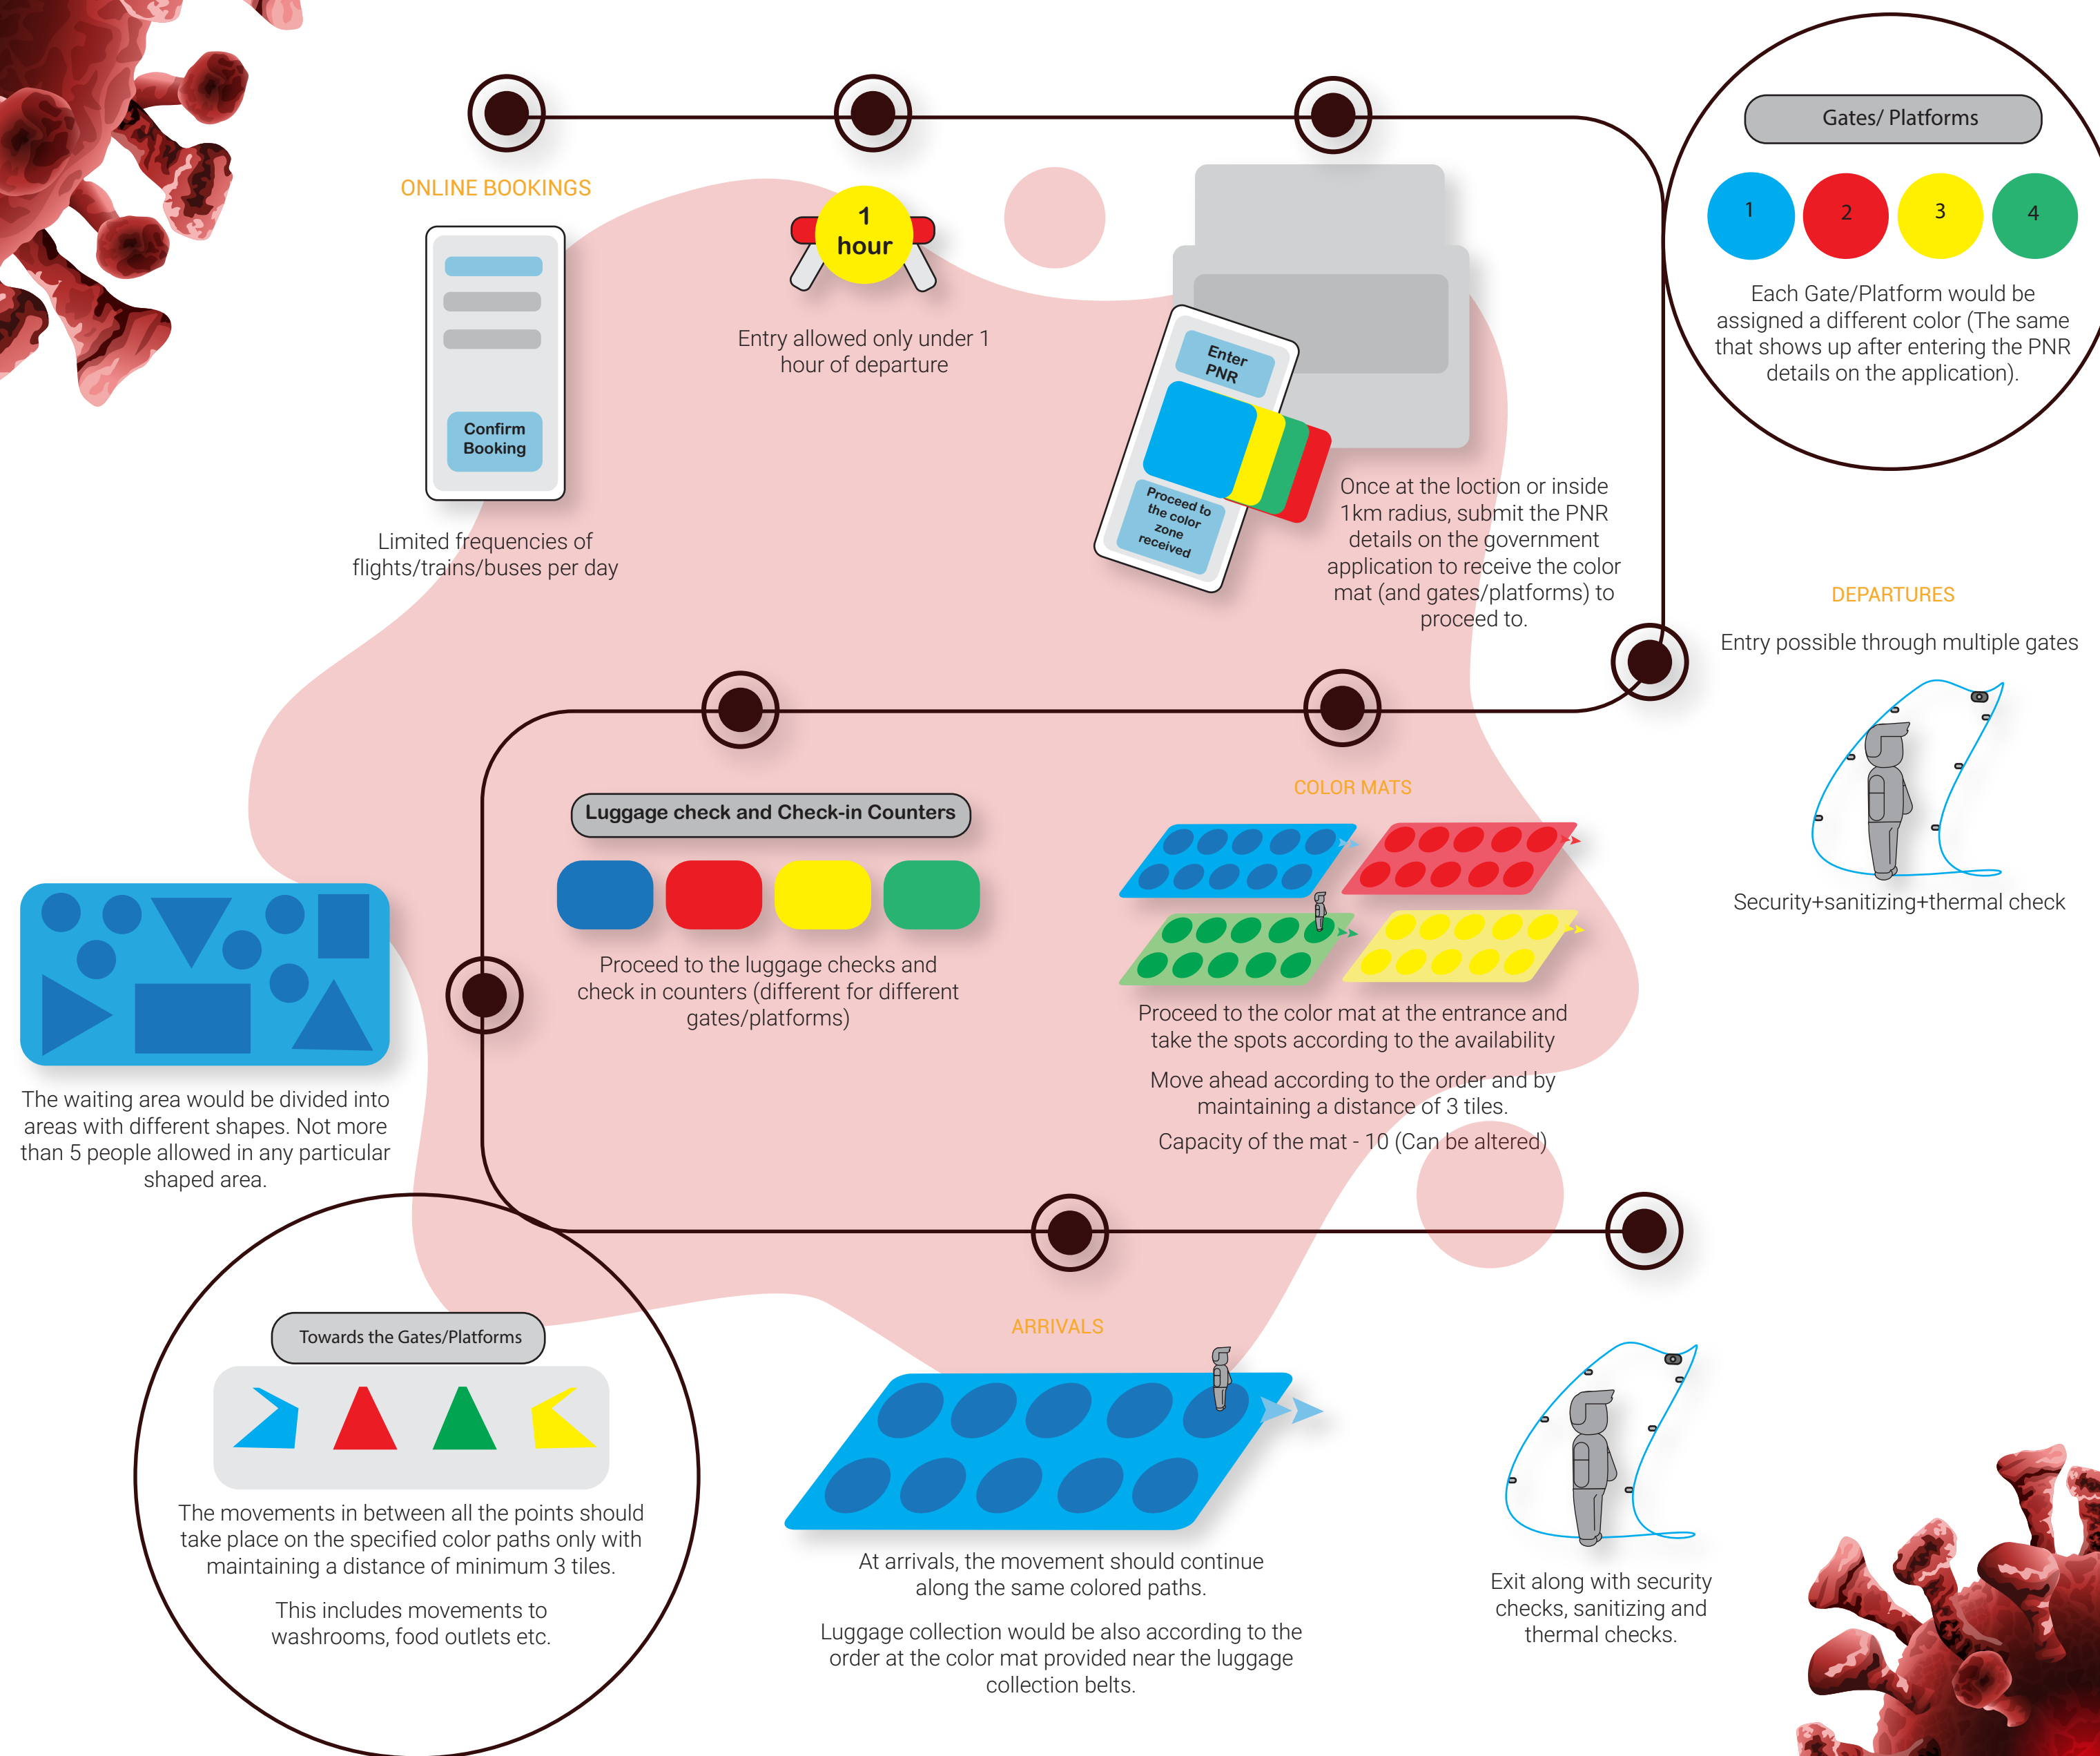 ONLINE BOOKINGS
Confirm
Booking
Limited frequencies of
flights/trains/buses per day
1
hour
Entry allowed only under 1
hour of departure
Enter
PNR
Proceed to
the color
zone
received
Once at the loction or inside
1km radius, submit the PNR
details on the government
application to receive the color
mat (and gates/platforms) to
proceed to.
Gates/ Platforms
1
2
3
4
Each Gate/Platform would be
assigned a different color (The same
that shows up after entering the PNR
details on the application).
DEPARTURES
Entry possible through multiple gates
Security+sanitizing+thermal check
COLOR MATS
Proceed to the color mat at the entrance and
take the spots according to the availability
Move ahead according to the order and by
maintaining a distance of 3 tiles.
Capacity of the mat - 10 (Can be altered)
Luggage check and Check-in Counters
Proceed to the luggage checks and
check in counters (different for different
gates/platforms)
The waiting area would be divided into
areas with different shapes. Not more
than 5 people allowed in any particular
shaped area.
Towards the Gates/Platforms
The movements in between all the points should
take place on the specified color paths only with
maintaining a distance of minimum 3 tiles.
This includes movements to
washrooms, food outlets etc.
ARRIVALS
At arrivals, the movement should continue
along the same colored paths.
Luggage collection would be also according to the
order at the color mat provided near the luggage
collection belts.
Exit along with security
checks, sanitizing and
thermal checks.